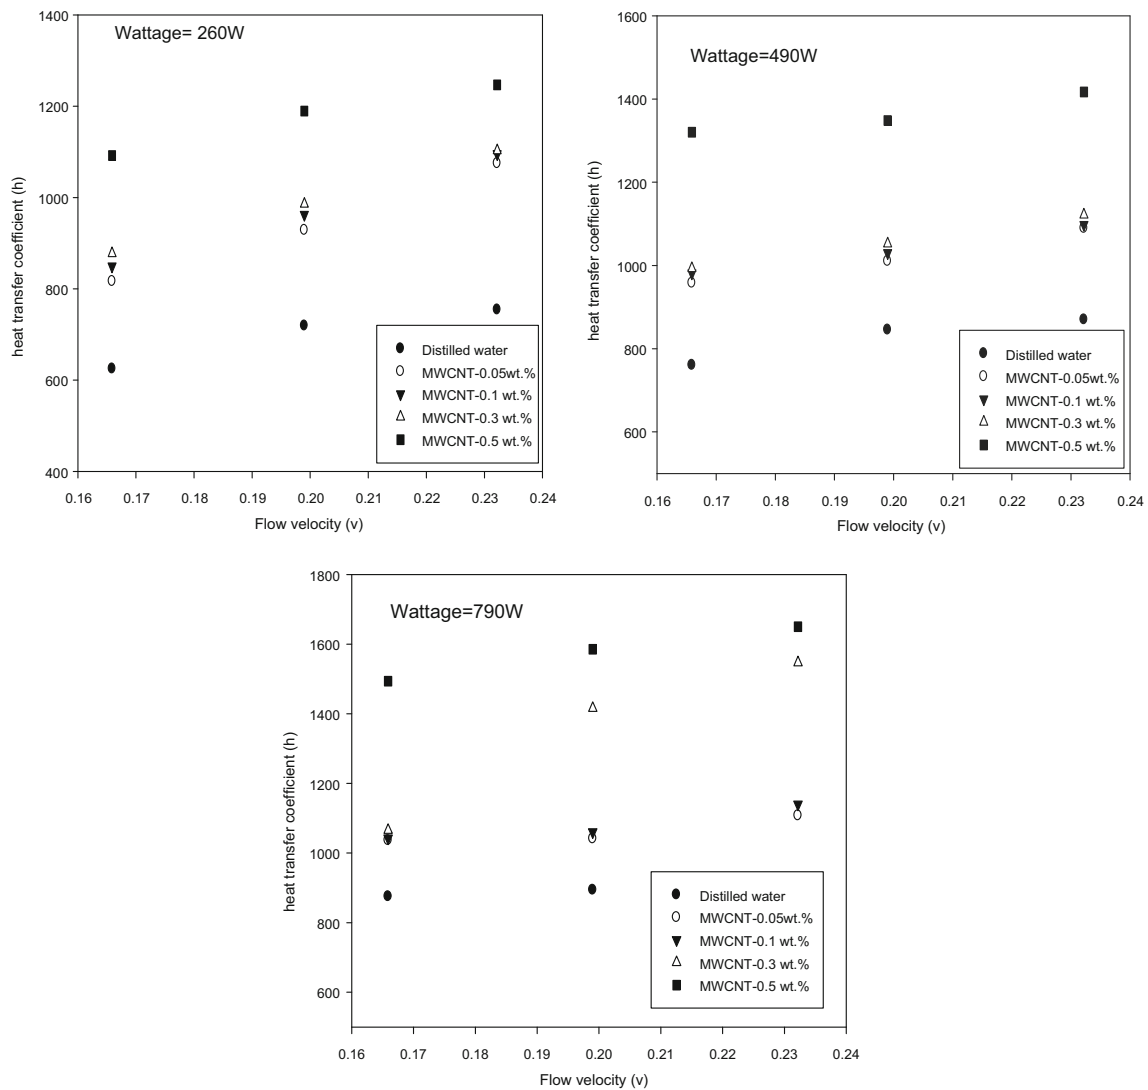 Wattage= 260W
heat transfer coefficient (h)
1400
1200
1000
800
600
400
Distilled water
MWCNT-0.05wt.%
MWCNT-0.1 wt.%
MWCNT-0.3 wt.%
MWCNT-0.5 wt.%
0.16 0.17 0.20 0.21 0.22 0.23 0.24
Flow velocity (v)
Wattage=490W
heat transfer coefficient (h)
1600
1400
1200
1000
800
600
Distilled water
MWCNT-0.05wt.%
MWCNT-0.1 wt.%
MWCNT-0.3 wt.%
MWCNT-0.5 wt.%
0.16 0.17 0.18 0.19 0.20 0.21 0.22 0.23 0.24
Flow velocity (v)
Wattage=790W
heat transfer coefficient (h)
1800
1600
1400
1200
1000
800
600
Distilled water
MWCNT-0.05wt.%
MWCNT-0.1 wt.%
MWCNT-0.3 wt.%
MWCNT-0.5 wt.%
0.16 0.17 0.18 0.19 0.20 0.21 0.22 0.23 0.24
Flow velocity (v)